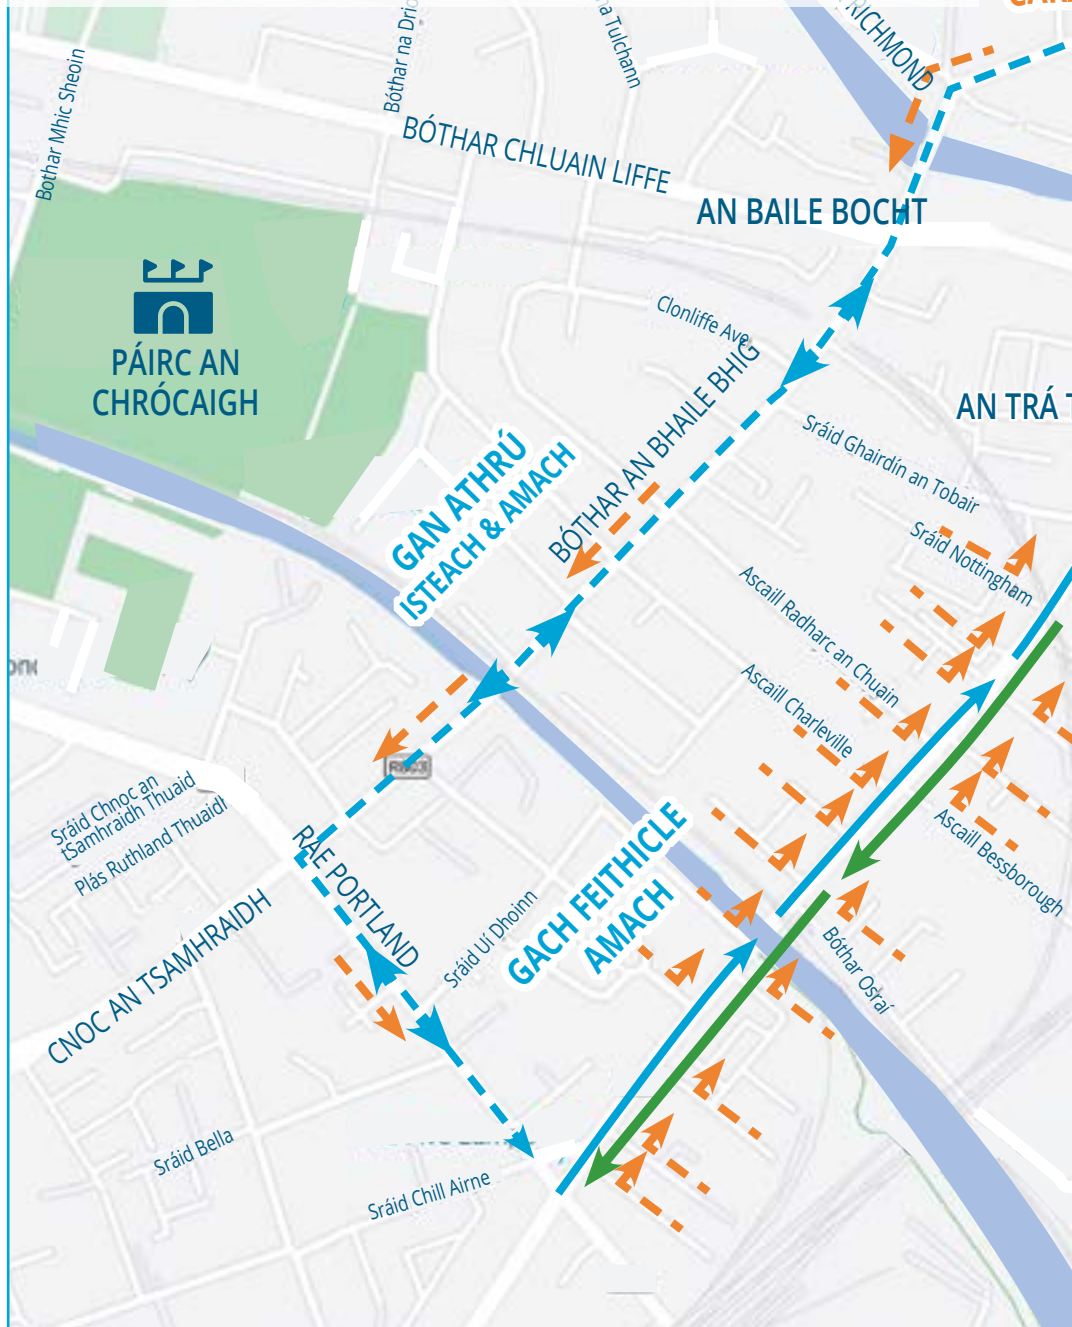 RICHMOND
Bothar Mhic Sheoin
Bóthar na
Tulchann
BÓTHAR CHLUAIN LIFFE
AN BAILE BOCHT
PÁIRC AN
CHRÓCAIGH
Clonliffe Ave
BÓTHAR AN BHAILE BHIG
AN TRÁ
GAN ATHRÚ
ISTEACH & AMACH
Sráid Ghairdín an Tobair
Sráid Nottingham
Ascaill Radharc an Chuain
Ascaill Charleville
Sráid Chnoc an
tSamhraidh Thuaid
Plás Ruthland Thuaidl
RAE PORTLAND
CNOC AN TSAMHRAIDH
Sráid Uí Dhoinn
GACH FEITHICLE
AMACH
Ascaill Bessborough
Bóthar Osraí
Sráid Bella
Sráid Chill Airne